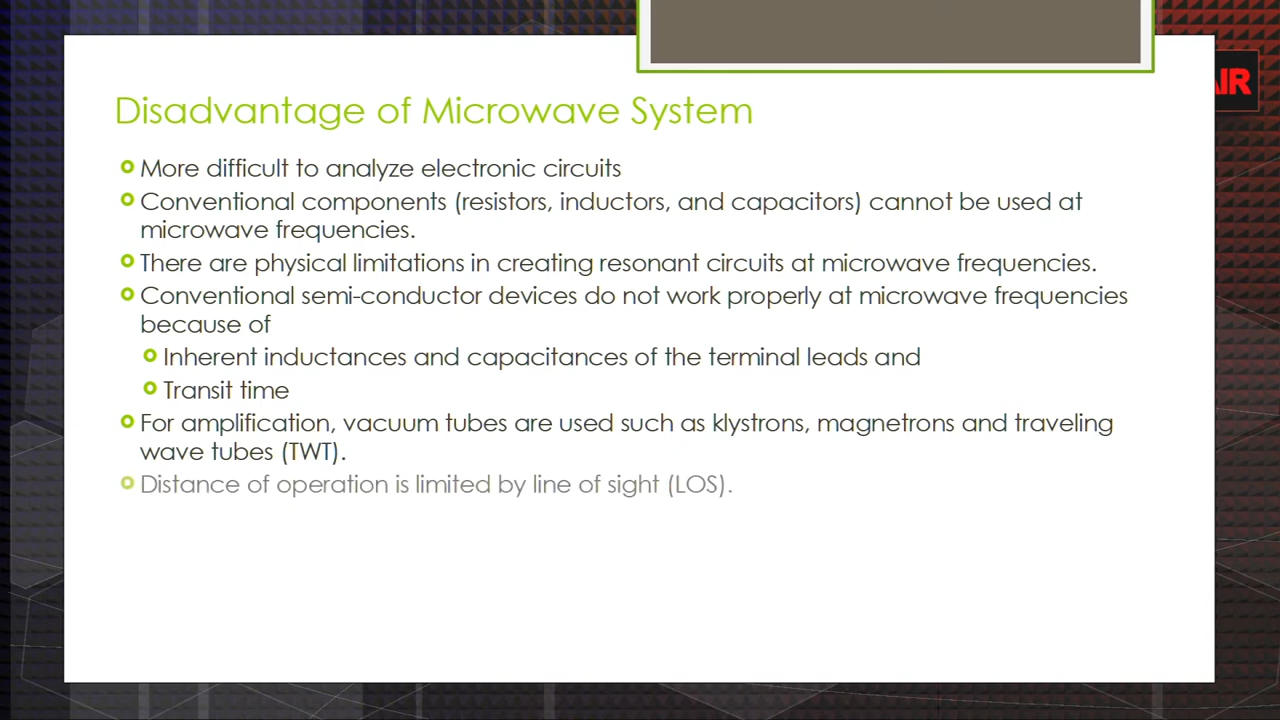 Disadvantage of Microwave System
More difficult to analyze electronic circuits
Conventional components (resistors, inductors, and capacitors) cannot be used at
microwave frequencies.
There are physical limitations in creating resonant circuits at microwave frequencies.
Conventional semi-conductor devices do not work properly at microwave frequencies
because of
Inherent inductances and capacitances of the terminal leads and
Transit time
For amplification, vacuum tubes are used such as klystrons, magnetrons and traveling
wave tubes (TWT).
Distance of operation is limited by line of sight (LOS).